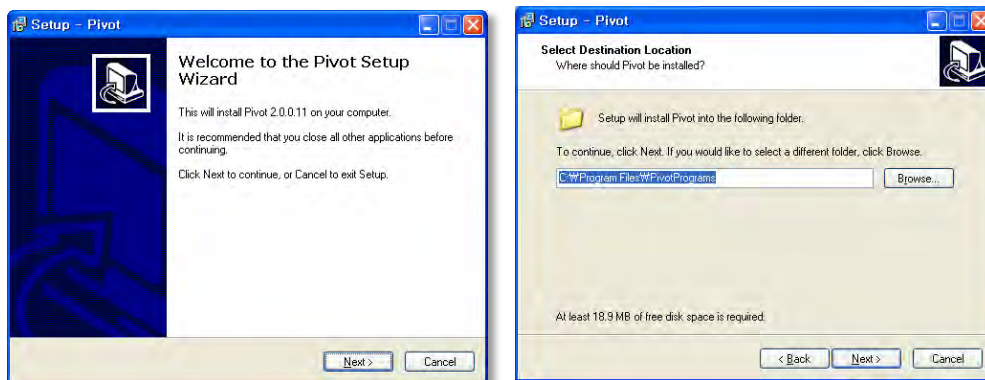 Setup - Pivot
Welcome to the Pivot Setup
Wizard
This will install Pivot 2.0.0.11 on your computer.
It is recommended that you close all other applications before
continuing.
Click Next to continue, or Cancel to exit Setup.
Next >
Cancel
Setup - Pivot
Select Destination Location
Where should Pivot be installed?
Setup will install Pivot into the following folder.
To continue, click Next. If you would like to select a different folder, click Browse.
C:₩Program Files₩PivotPrograms
Browse...
At least 18.9 MB of free disk space is required.
< Back
Next >
Cancel